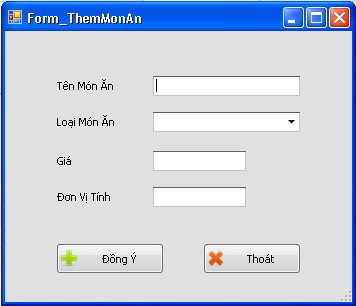 Form_ThemMonAn
Tên Món Ăn
Loại Món Ăn
Giá
Đơn Vị Tính
Đồng Ý
Thoát